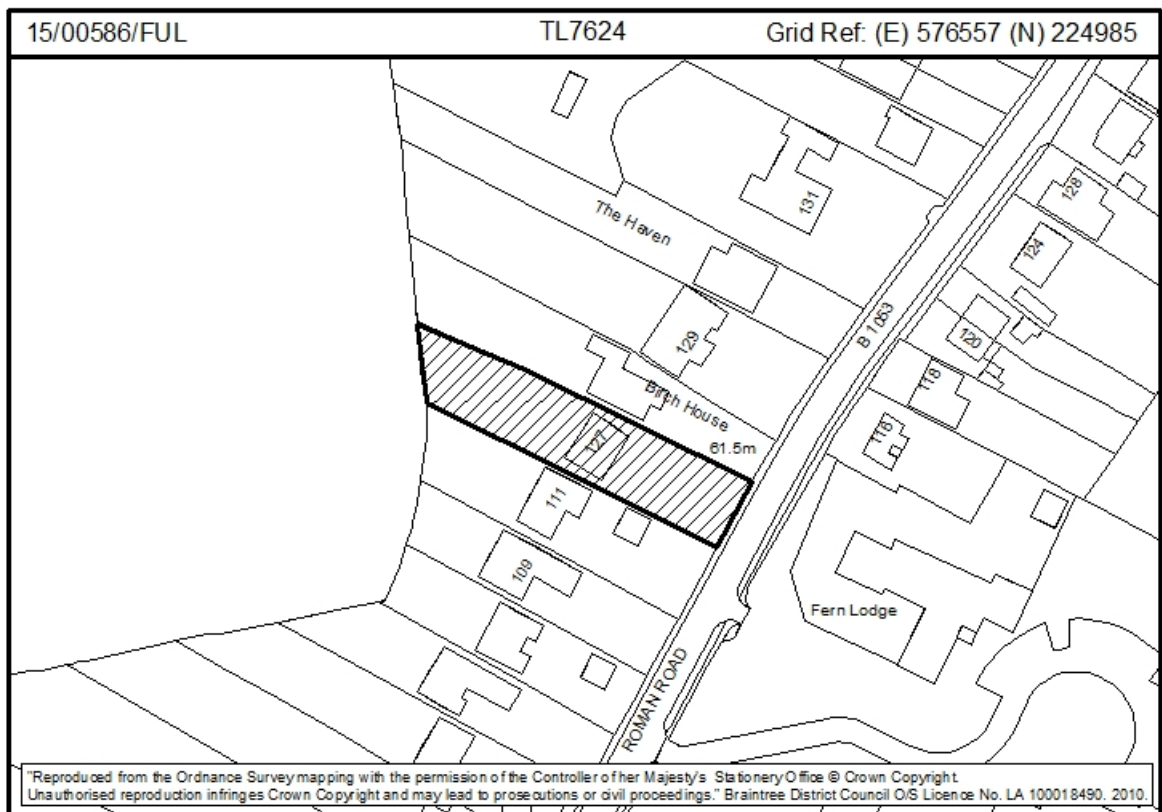 15/00586/FUL TL7624 Grid Ref: (E) 576557 (N) 224985
131
128
The Haven
124
B 1053
120
129
118
Birch House
116
127
61.5m
111
109
Fern Lodge
ROMAN ROAD
"Reproduced from the Ordnance Survey mapping with the permission of the Controller of her Majesty's Stationery Office © Crown Copyright.
Unauthorised reproduction infringes Crown Copyright and may lead to prosecutions or civil proceedings." Braintree District Council O/S Licence No. LA 100018490. 2010.